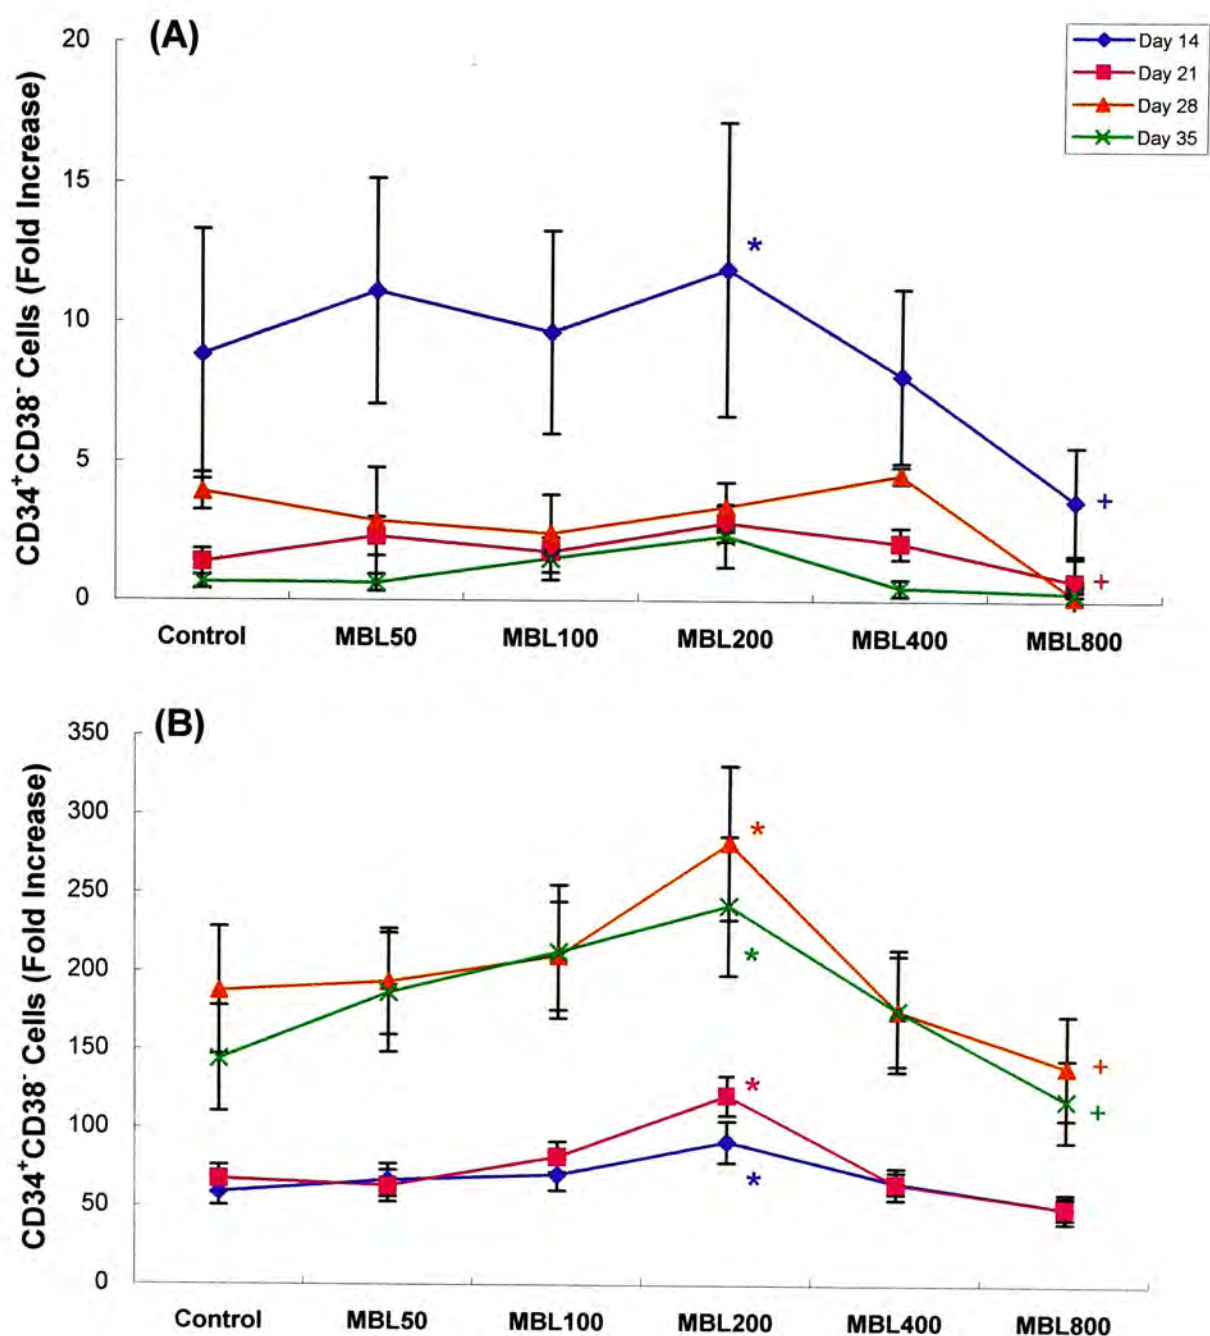 (A)
20
15
10
5
0
CD34⁺CD38⁻ Cells (Fold Increase)
Day 14
Day 21
Day 28
Day 35
*
+
+
Control MBL50 MBL100 MBL200 MBL400 MBL800
(B)
350
300
250
200
150
100
50
0
CD34⁺CD38⁻ Cells (Fold Increase)
*
*
*
*
+
+
Control MBL50 MBL100 MBL200 MBL400 MBL800